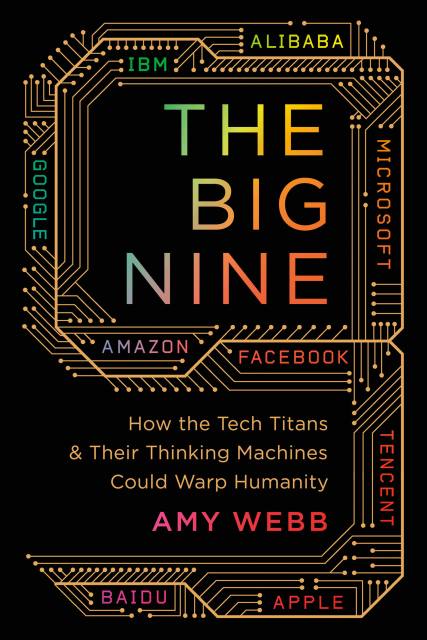 ALIBABA
IBM
THE
BIG
NINE
GOOGLE
MICROSOFT
AMAZON
FACEBOOK
How the Tech Titans
& Their Thinking Machines
Could Warp Humanity
AMY WEBB
TENCENT
BAIDU
APPLE